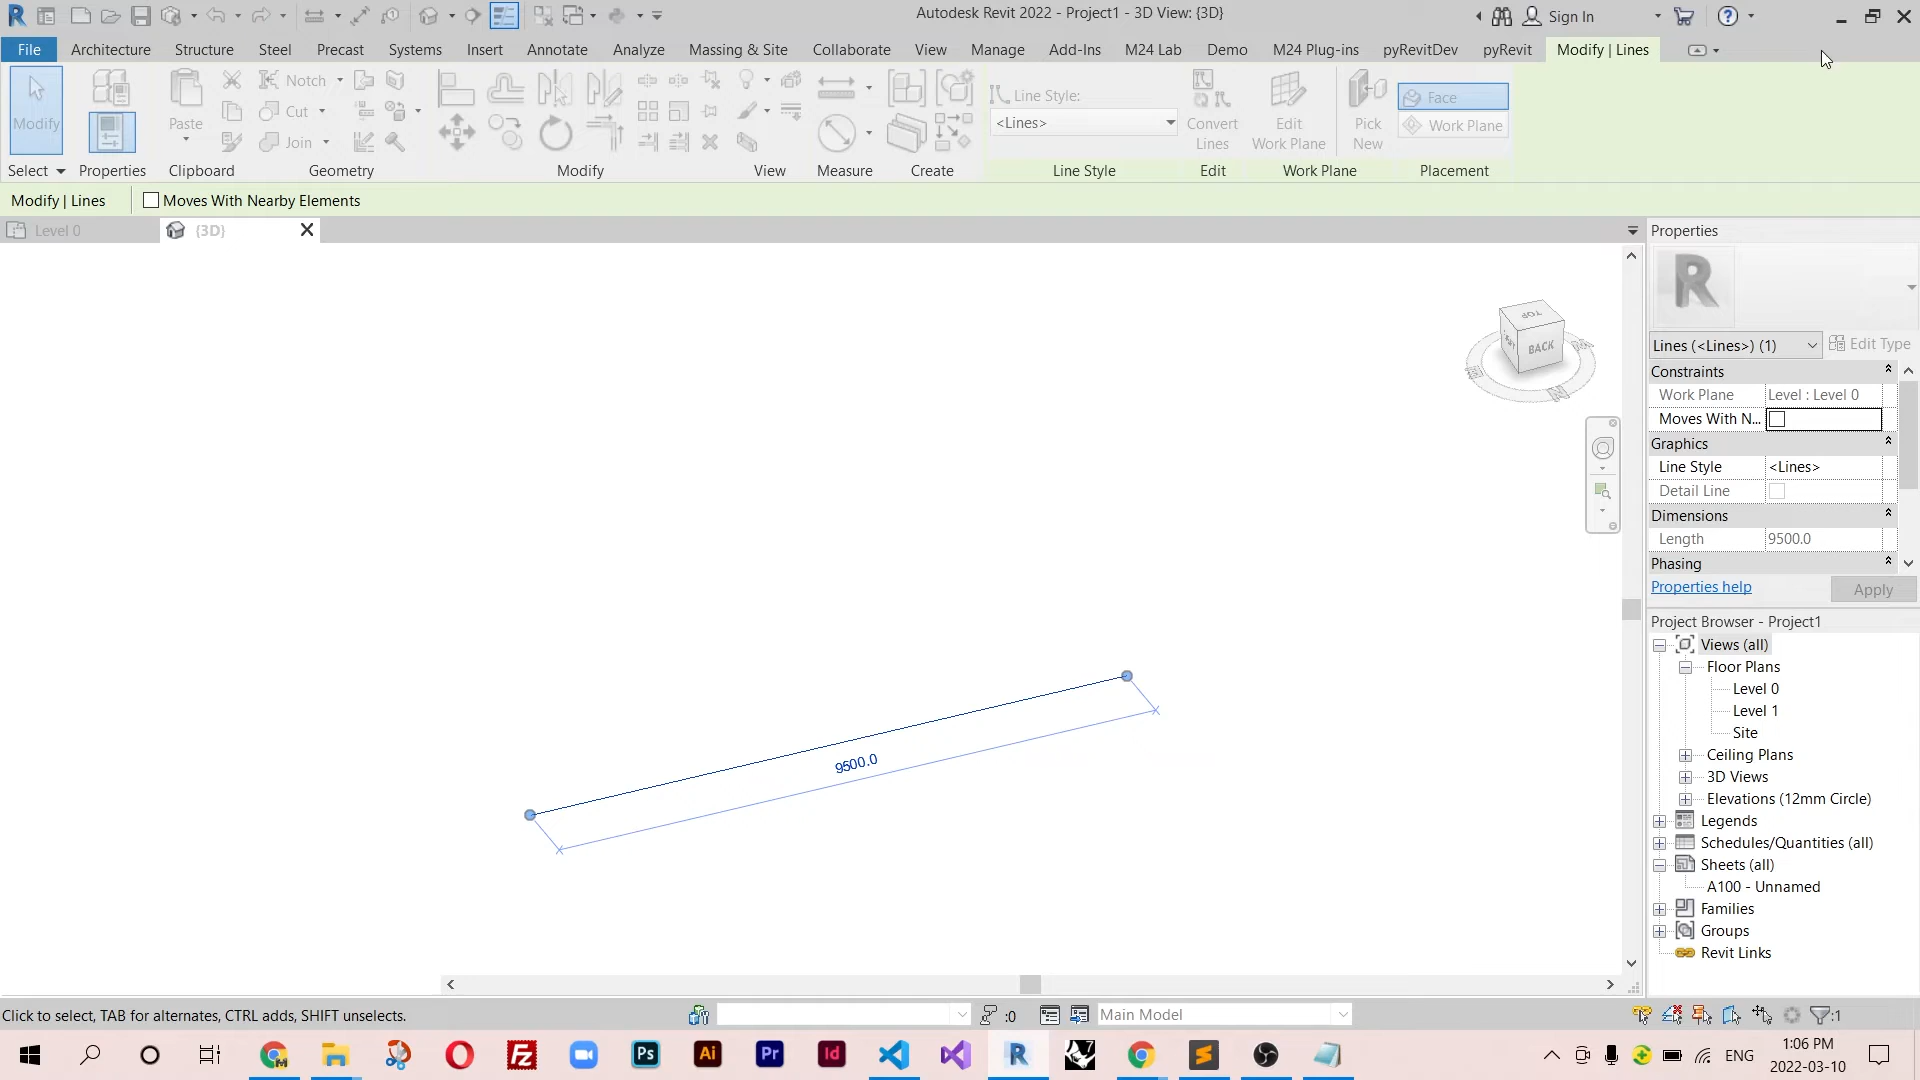 Autodesk Revit 2022 - Project1 - 3D View: {3D}
Sign In
File Architecture Structure Steel Precast Systems Insert Annotate Analyze Massing & Site Collaborate View Manage Add-Ins M24 Lab Demo M24 Plug-ins pyRevitDev pyRevit Modify | Lines
Modify
Paste
Notch
Cut
Join
Line Style:
<Lines>
Convert Lines
Edit Work Plane
Pick New
Face
Work Plane
Select Properties Clipboard Geometry Modify View Measure Create Line Style Edit Work Plane Placement
Modify | Lines Moves With Nearby Elements
Level 0
{3D}
TOP
BACK
9500.0
Properties
R
Lines (<Lines>) (1)
Edit Type
Constraints
Work Plane Level : Level 0
Moves With N...
Graphics
Line Style <Lines>
Detail Line
Dimensions
Length 9500.0
Phasing
Properties help
Apply
Project Browser - Project1
Views (all)
Floor Plans
Level 0
Level 1
Site
Ceiling Plans
3D Views
Elevations (12mm Circle)
Legends
Schedules/Quantities (all)
Sheets (all)
A100 - Unnamed
Families
Groups
Revit Links
Click to select, TAB for alternates, CTRL adds, SHIFT unselects.
:0
Main Model
:1
Ps
Ai
Pr
Id
R
7
ENG
1:06 PM
2022-03-10